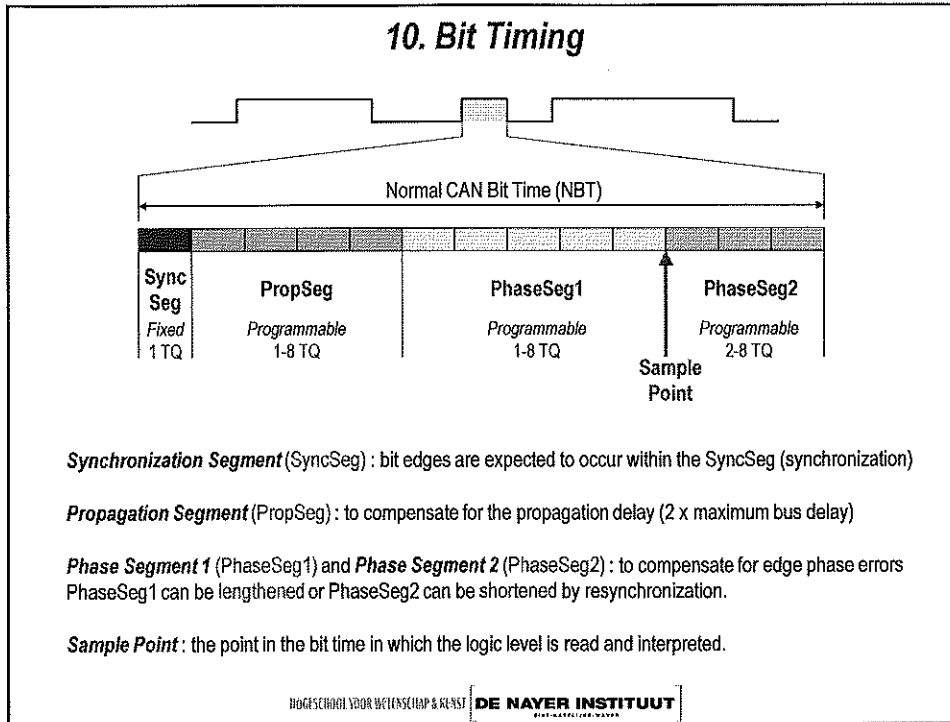 10. Bit Timing
Normal CAN Bit Time (NBT)
Sync
Seg
Fixed
1 TQ
PropSeg
Programmable
1-8 TQ
PhaseSeg1
Programmable
1-8 TQ
PhaseSeg2
Programmable
2-8 TQ
Sample
Point
Synchronization Segment (SyncSeg) : bit edges are expected to occur within the SyncSeg (synchronization)
Propagation Segment (PropSeg) : to compensate for the propagation delay (2 x maximum bus delay)
Phase Segment 1 (PhaseSeg1) and Phase Segment 2 (PhaseSeg2) : to compensate for edge phase errors
PhaseSeg1 can be lengthened or PhaseSeg2 can be shortened by resynchronization.
Sample Point : the point in the bit time in which the logic level is read and interpreted.
HOGESCHOOL VOOR WETENSCHAP & KUNST DE NAYER INSTITUUT